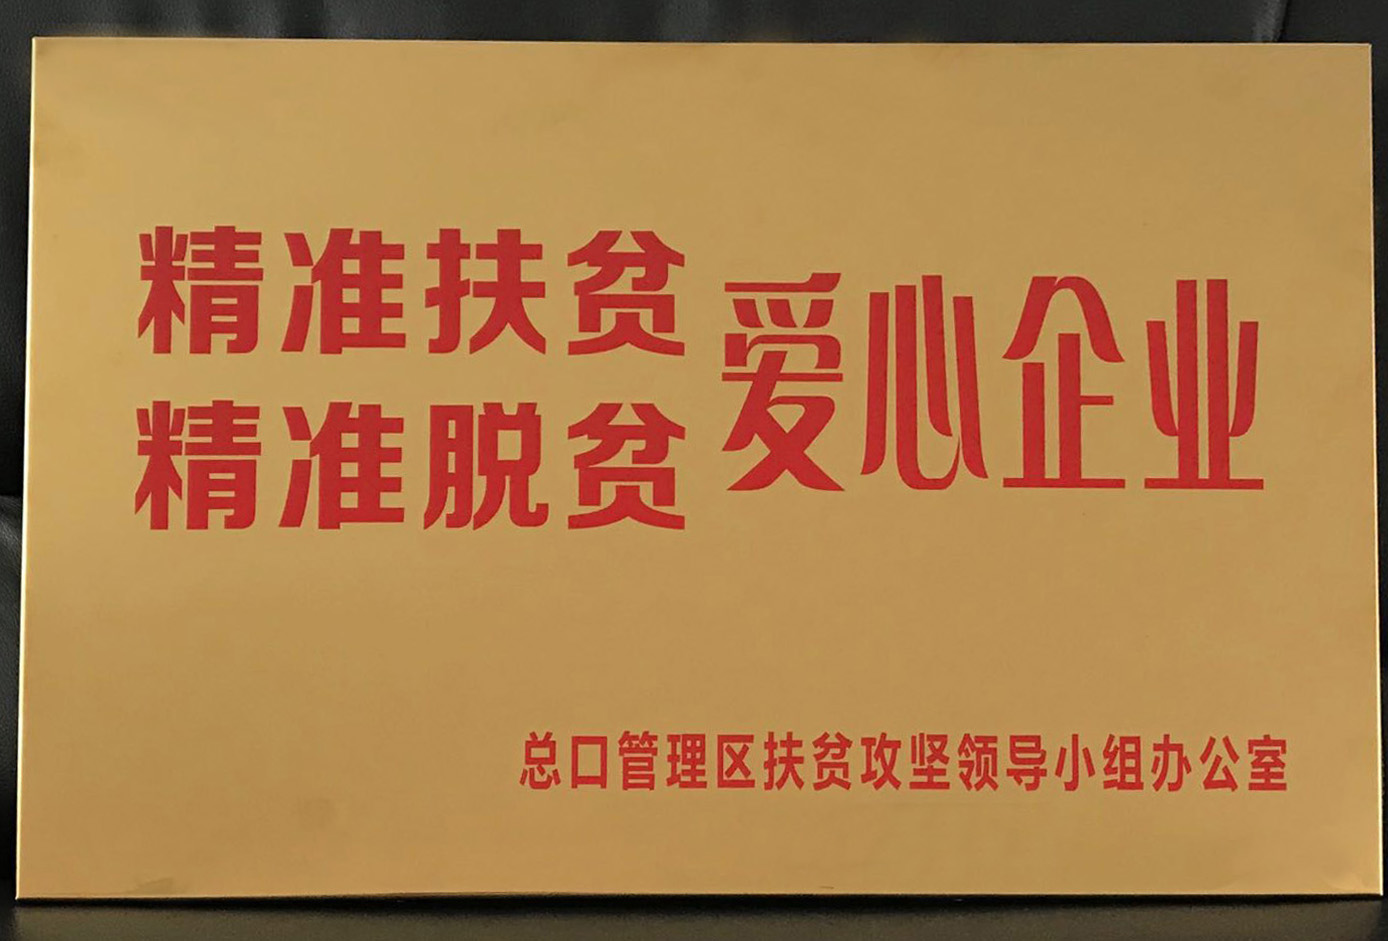 精准扶贫
精准脱贫
爱心企业
总口管理区扶贫攻坚领导小组办公室